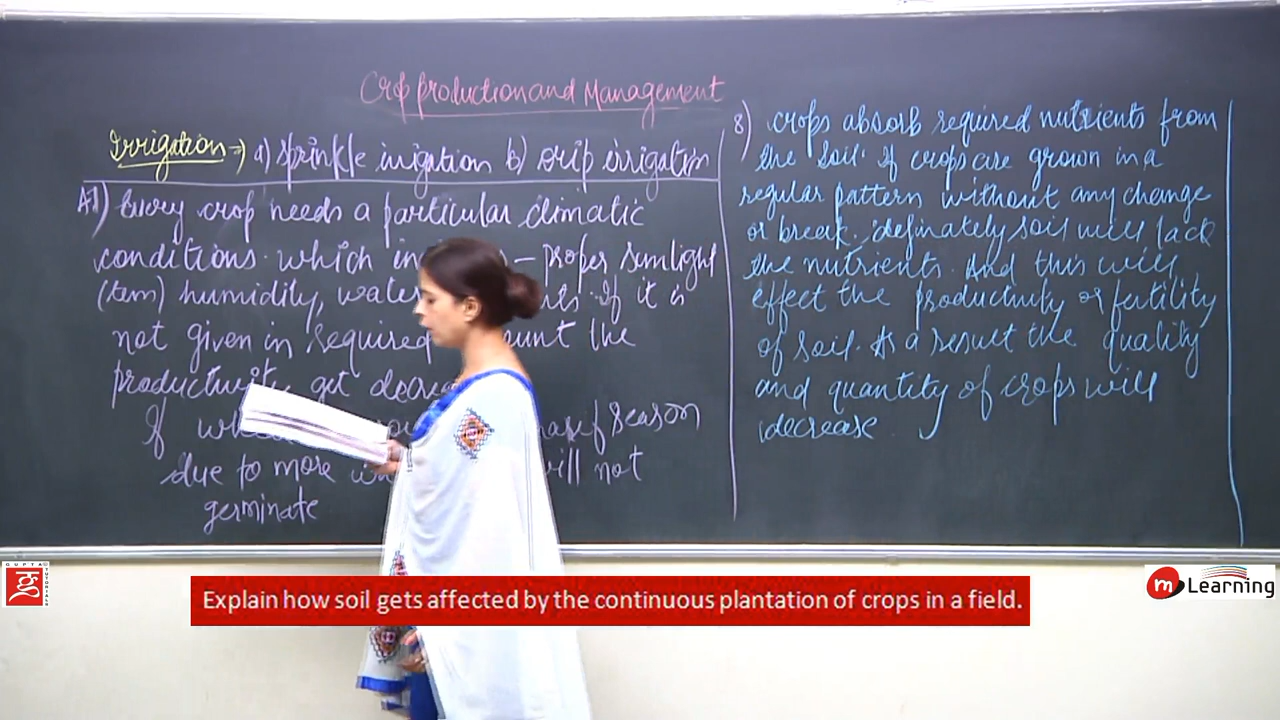 Crop production and Management
Irrigation → a) sprinkle irrigation b) drip irrigation
A7) Every crop needs a particular climatic
conditions. which in – proper sunlight
(tem) humidity, water If it is
not given in required the
productivity get
If season
due to more will not
germinate
8) crops absorb required nutrients from
the soil. If crops are grown in a
regular pattern without any change
or break. definately soil will lack
the nutrients. And this will
effect the productivity or fertility
of soil. As a result the quality
and quantity of crops will
decrease.
GUPTA TUTORIALS
Explain how soil gets affected by the continuous plantation of crops in a field.
m Learning